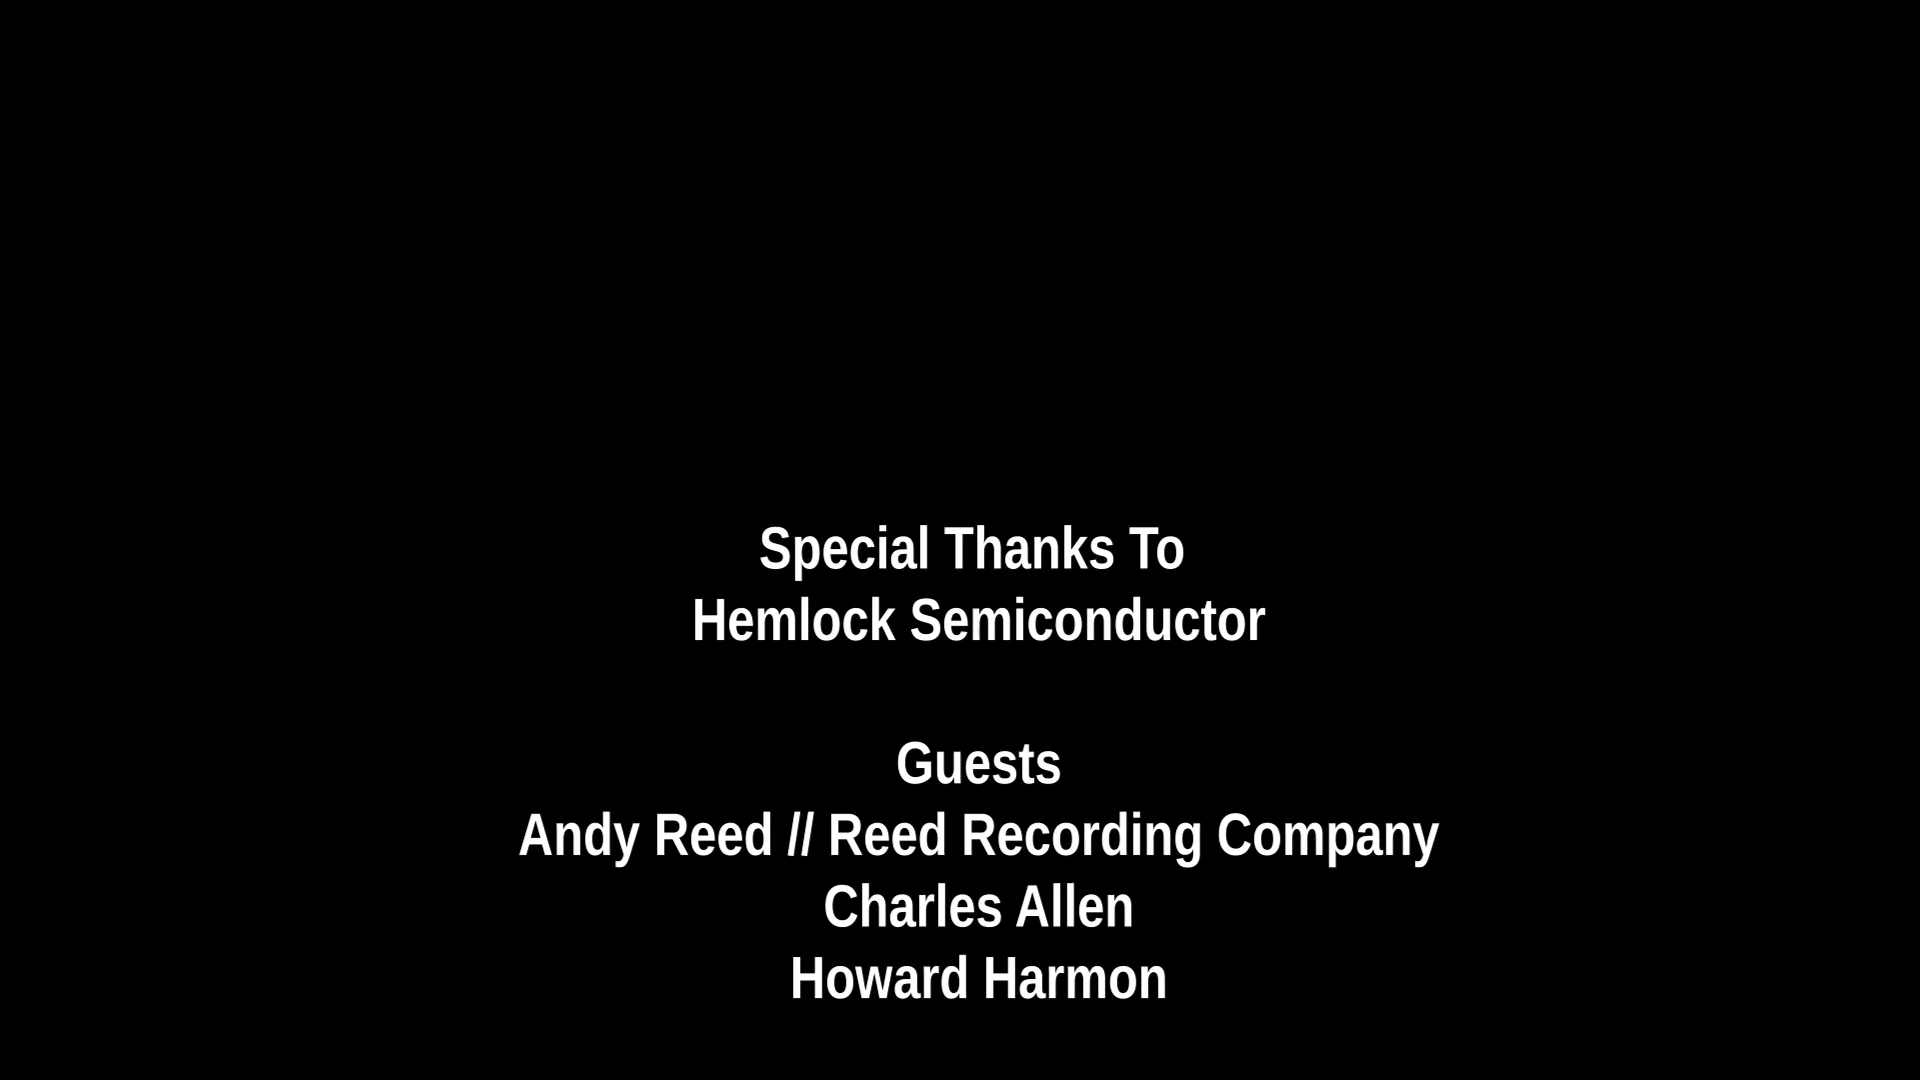 Special Thanks To
Hemlock Semiconductor
Guests
Andy Reed // Reed Recording Company
Charles Allen
Howard Harmon